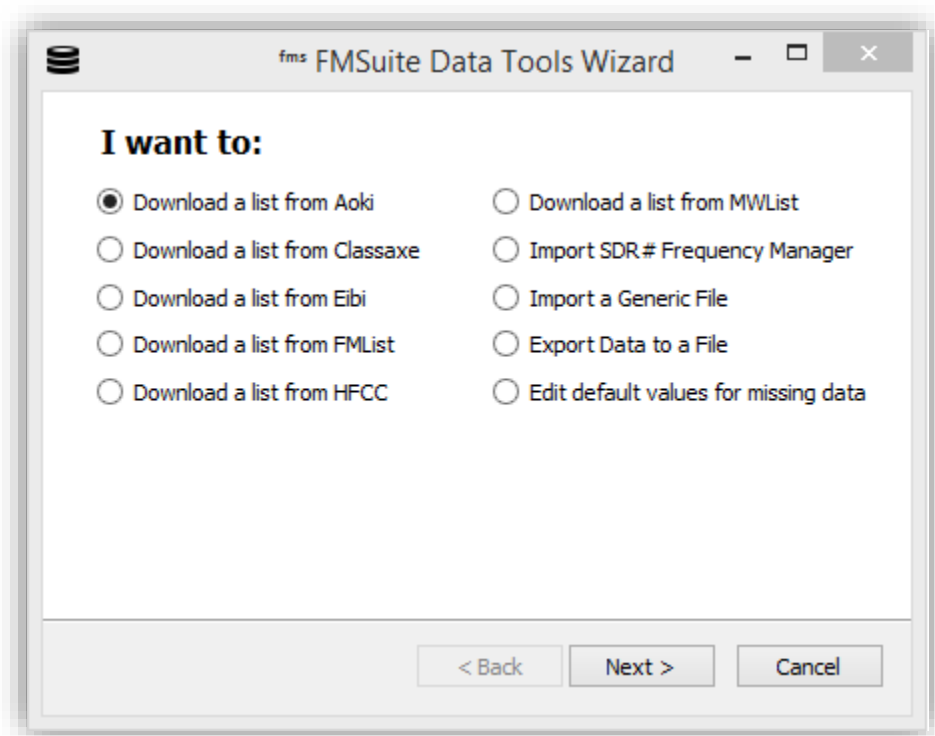 fms FMSuite Data Tools Wizard
I want to:
Download a list from Aoki
Download a list from Classaxe
Download a list from Eibi
Download a list from FMList
Download a list from HFCC
Download a list from MWList
Import SDR# Frequency Manager
Import a Generic File
Export Data to a File
Edit default values for missing data
< Back Next > Cancel